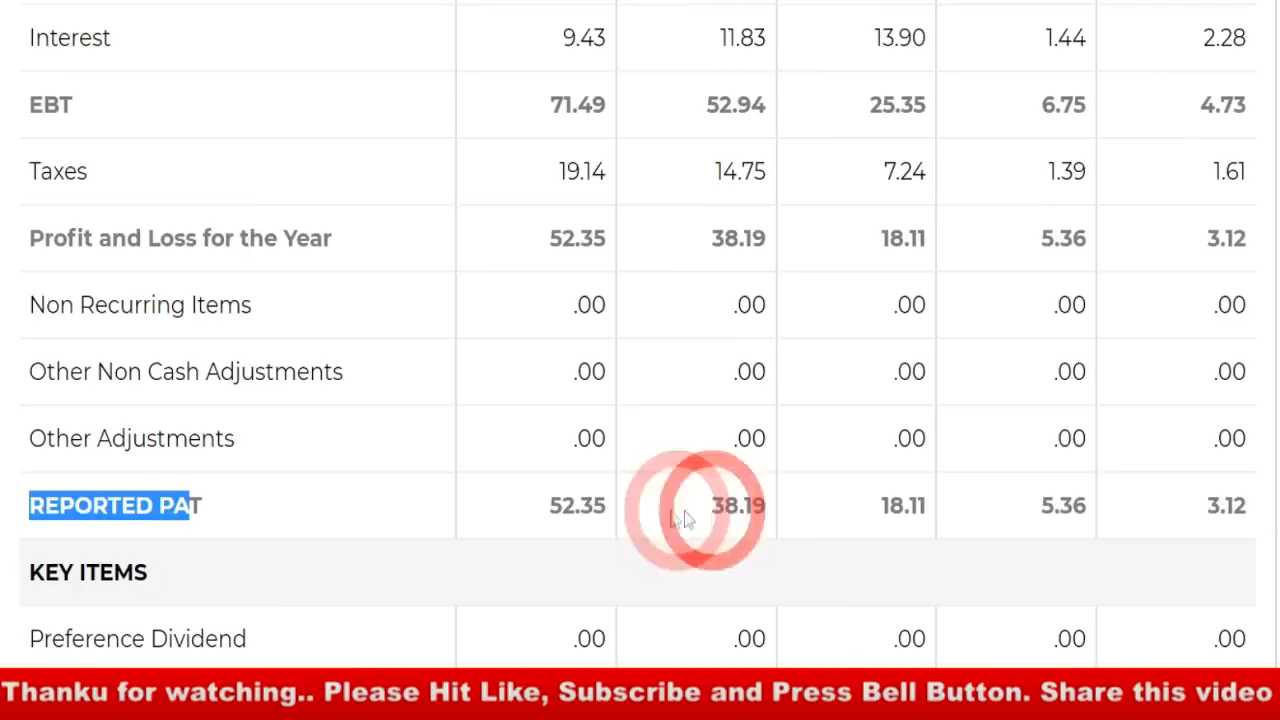 Interest 9.43 11.83 13.90 1.44 2.28
EBT 71.49 52.94 25.35 6.75 4.73
Taxes 19.14 14.75 7.24 1.39 1.61
Profit and Loss for the Year 52.35 38.19 18.11 5.36 3.12
Non Recurring Items .00 .00 .00 .00 .00
Other Non Cash Adjustments .00 .00 .00 .00 .00
Other Adjustments .00 .00 .00 .00 .00
REPORTED PAT 52.35 38.19 18.11 5.36 3.12
KEY ITEMS
Preference Dividend .00 .00 .00 .00 .00
Thanku for watching.. Please Hit Like, Subscribe and Press Bell Button. Share this video